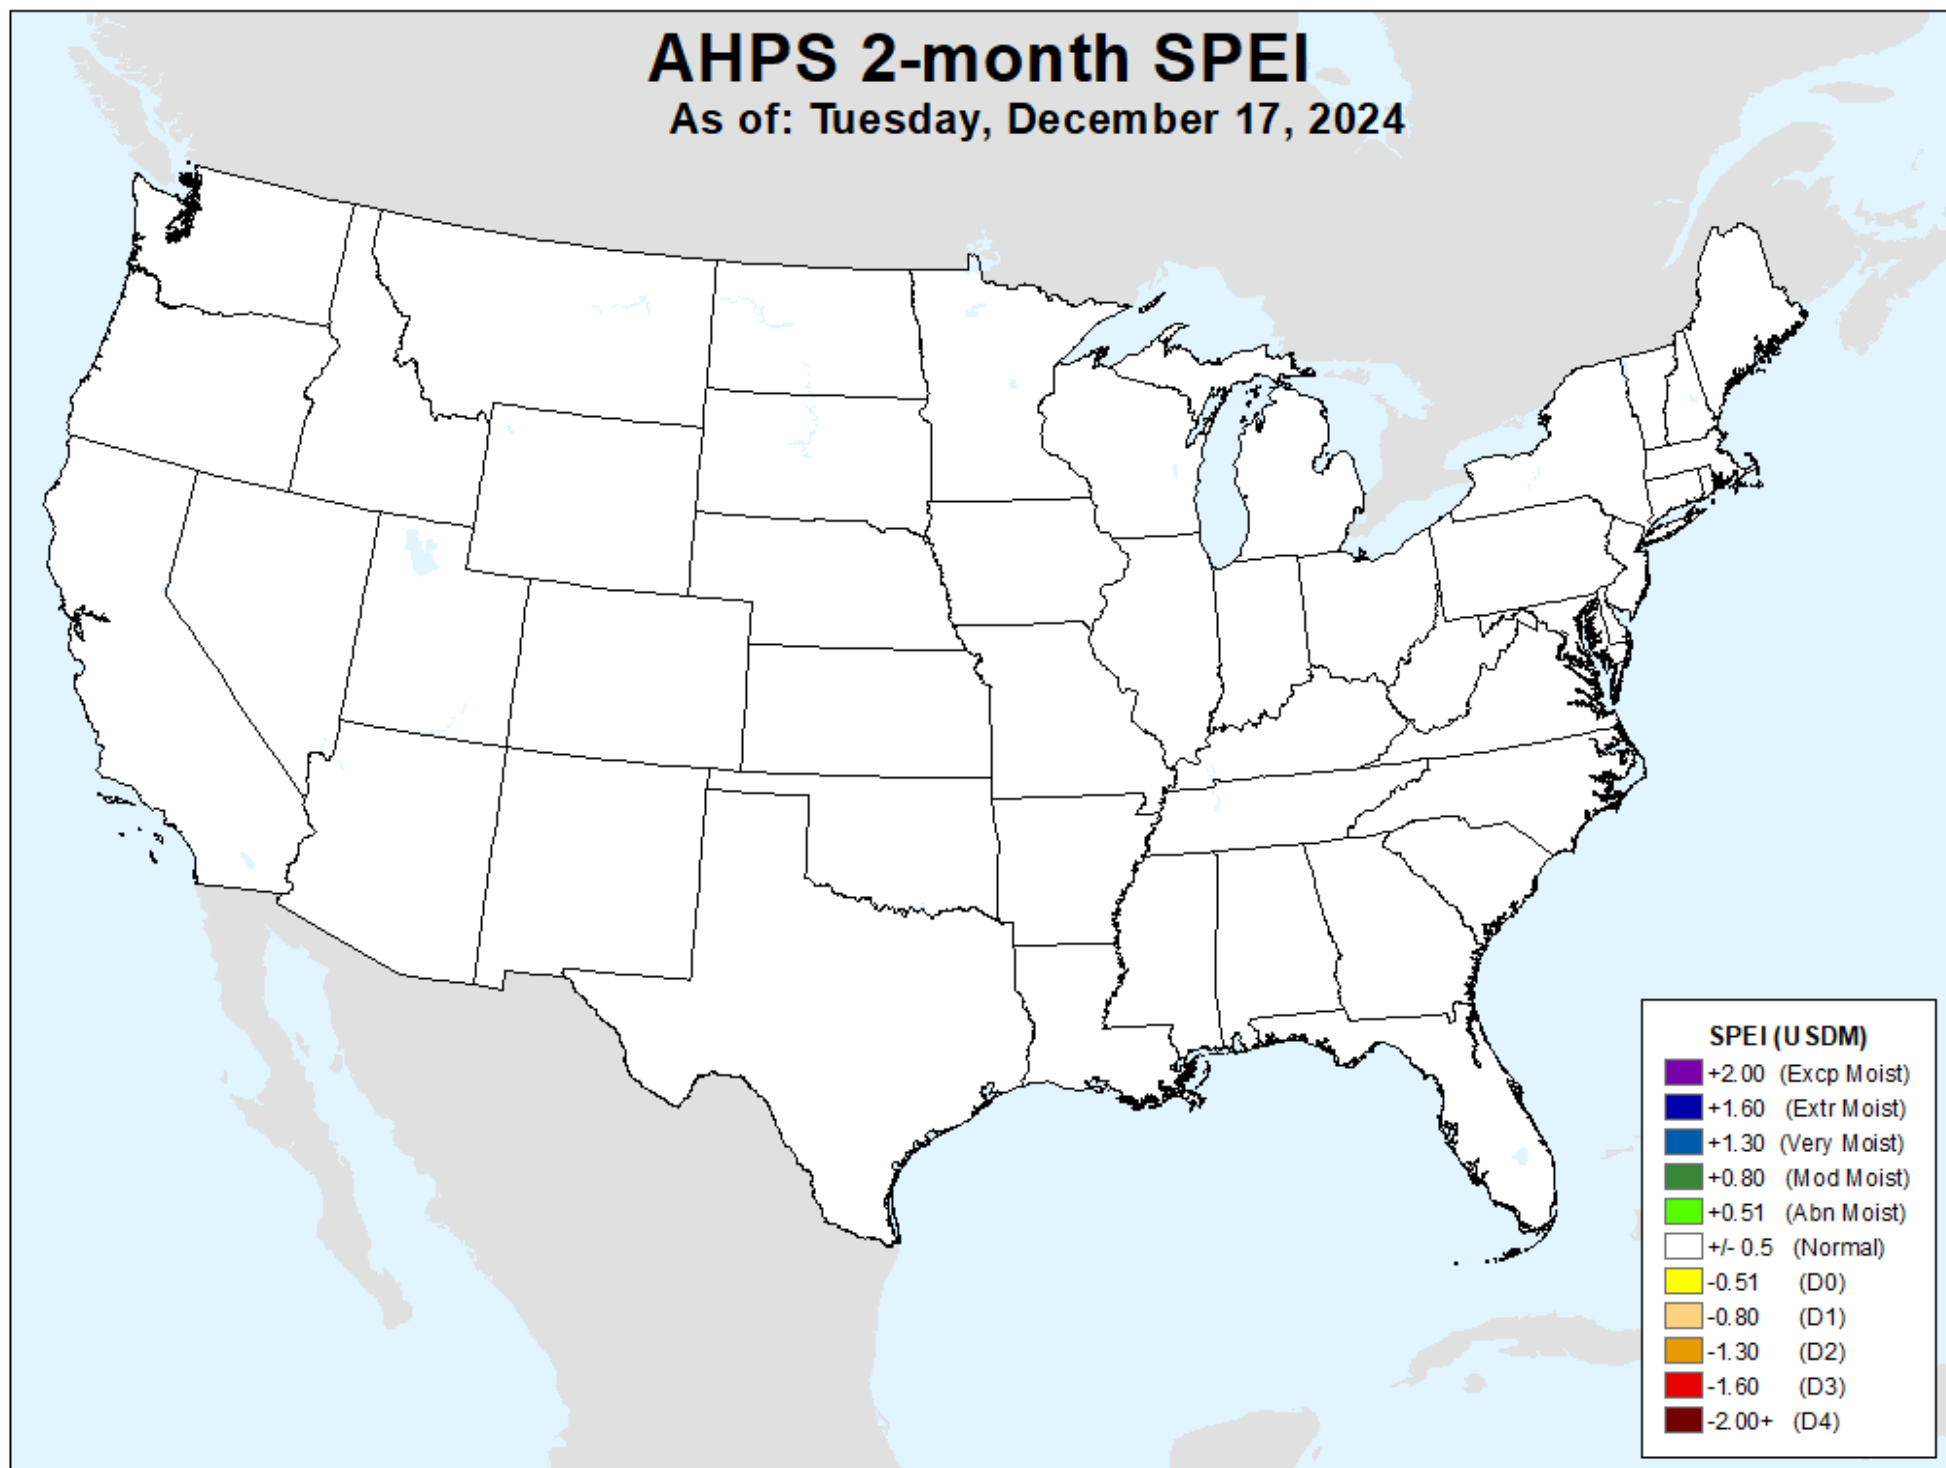 AHPS 2-month SPEI
As of: Tuesday, December 17, 2024
SPEI (USDM)
+2.00 (Excp Moist)
+1.60 (Extr Moist)
+1.30 (Very Moist)
+0.80 (Mod Moist)
+0.51 (Abn Moist)
+/- 0.5 (Normal)
-0.51 (D0)
-0.80 (D1)
-1.30 (D2)
-1.60 (D3)
-2.00+ (D4)